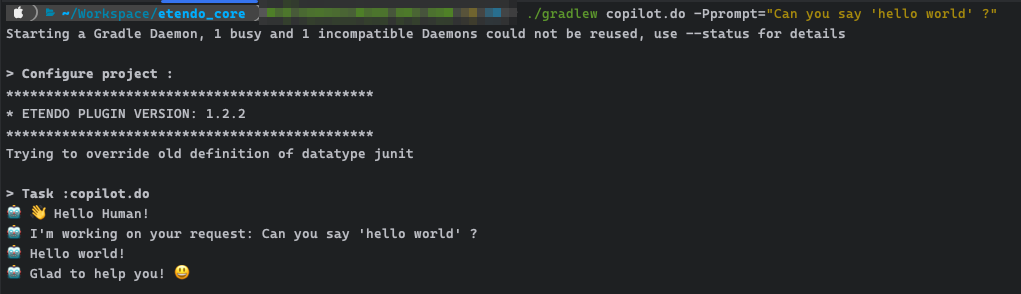 ~/Workspace/etendo_core ./gradlew copilot.do -Pprompt="Can you say 'hello world' ?"
Starting a Gradle Daemon, 1 busy and 1 incompatible Daemons could not be reused, use --status for details
> Configure project :
**********************************************
* ETENDO PLUGIN VERSION: 1.2.2
**********************************************
Trying to override old definition of datatype junit
> Task :copilot.do
🤖 👋 Hello Human!
🤖 I'm working on your request: Can you say 'hello world' ?
🤖 Hello world!
🤖 Glad to help you! 😃